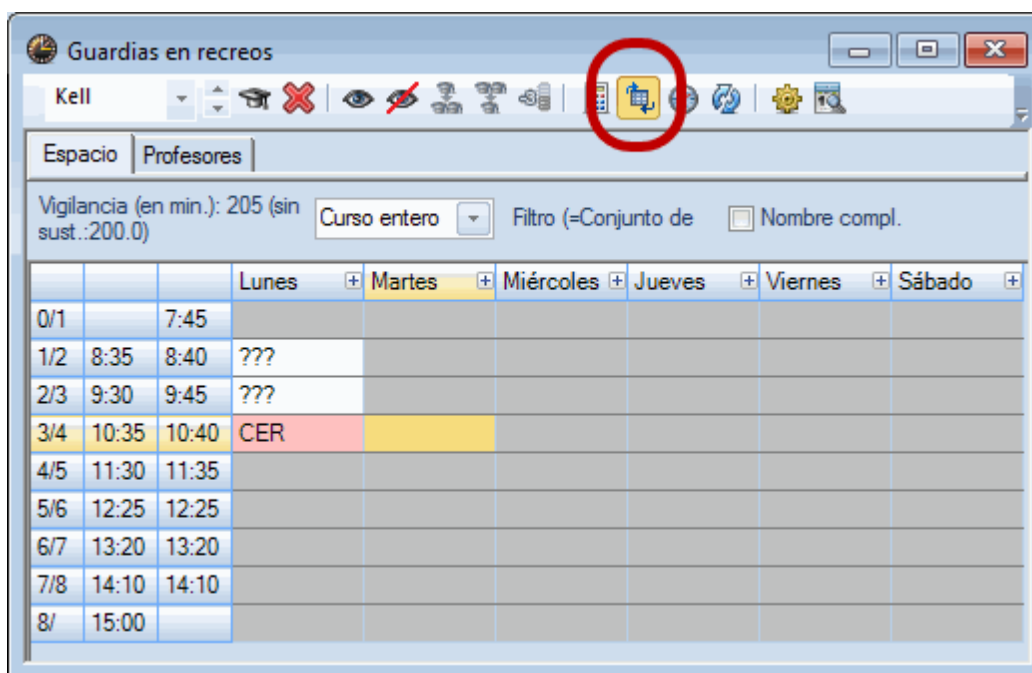 Guardias en recreos
Kell
Espacio Profesores
Vigilancia (en min.): 205 (sin
sust.:200.0)
Curso entero
Filtro (=Conjunto de
Nombre compl.
Lunes Martes Miércoles Jueves Viernes Sábado
0/1 7:45
1/2 8:35 8:40 ???
2/3 9:30 9:45 ???
3/4 10:35 10:40 CER
4/5 11:30 11:35
5/6 12:25 12:25
6/7 13:20 13:20
7/8 14:10 14:10
8/ 15:00